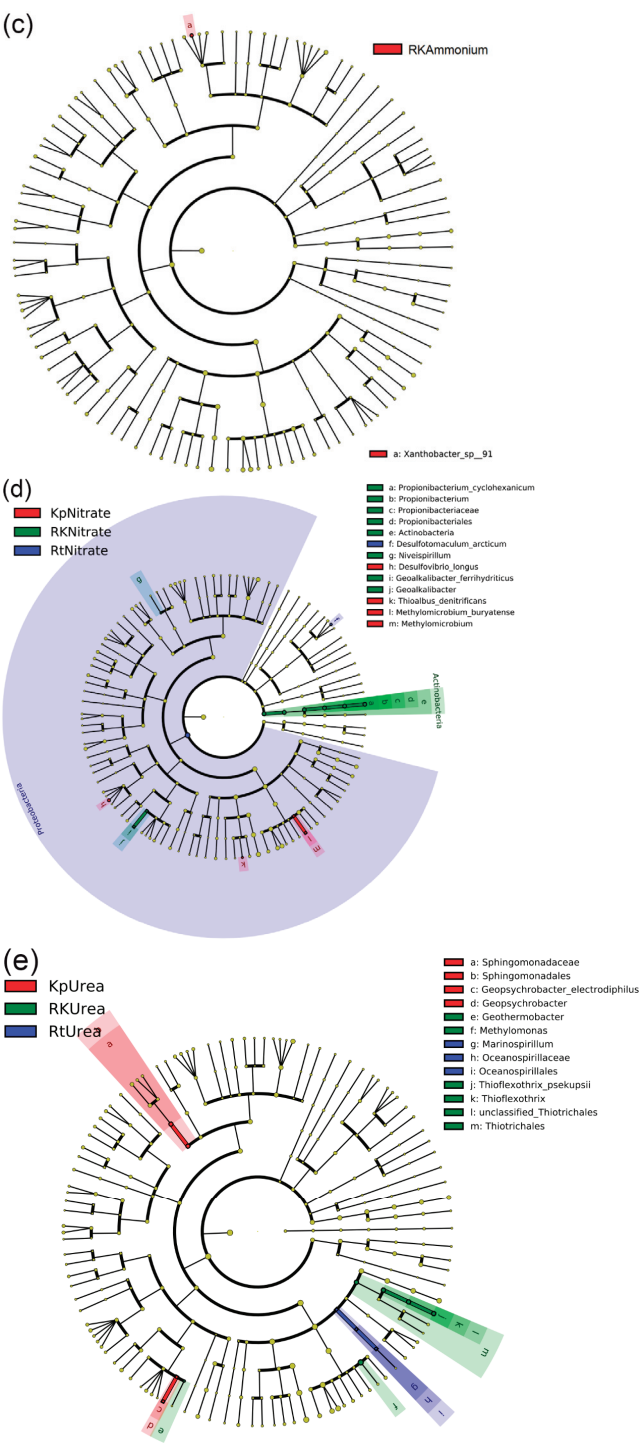 (c)
a
RKAmmonium
a: Xanthobacter_sp__91
(d)
KpNitrate
RKNitrate
RtNitrate
a: Propionibacterium_cyclohexanicum
b: Propionibacterium
c: Propionibacteriaceae
d: Propionibacteriales
e: Actinobacteria
f: Desulfotomaculum_arcticum
g: Niveispirillum
h: Desulfovibrio_longus
i: Geoalkalibacter_ferrihydriticus
j: Geoalkalibacter
k: Thioalbus_denitrificans
l: Methylomicrobium_buryatense
m: Methylomicrobium
g
f
a b c d e
Actinobacteria
Proteobacteria
h
i
j
k
l
m
(e)
KpUrea
RKUrea
RtUrea
a: Sphingomonadaceae
b: Sphingomonadales
c: Geopsychrobacter_electrodiphilus
d: Geopsychrobacter
e: Geothermobacter
f: Methylomonas
g: Marinospirillum
h: Oceanospirillaceae
i: Oceanospirillales
j: Thioflexothrix_psekupsii
k: Thioflexothrix
l: unclassified_Thiotrichales
m: Thiotrichales
b
a
j k l
m
g h i
f
c
d
e